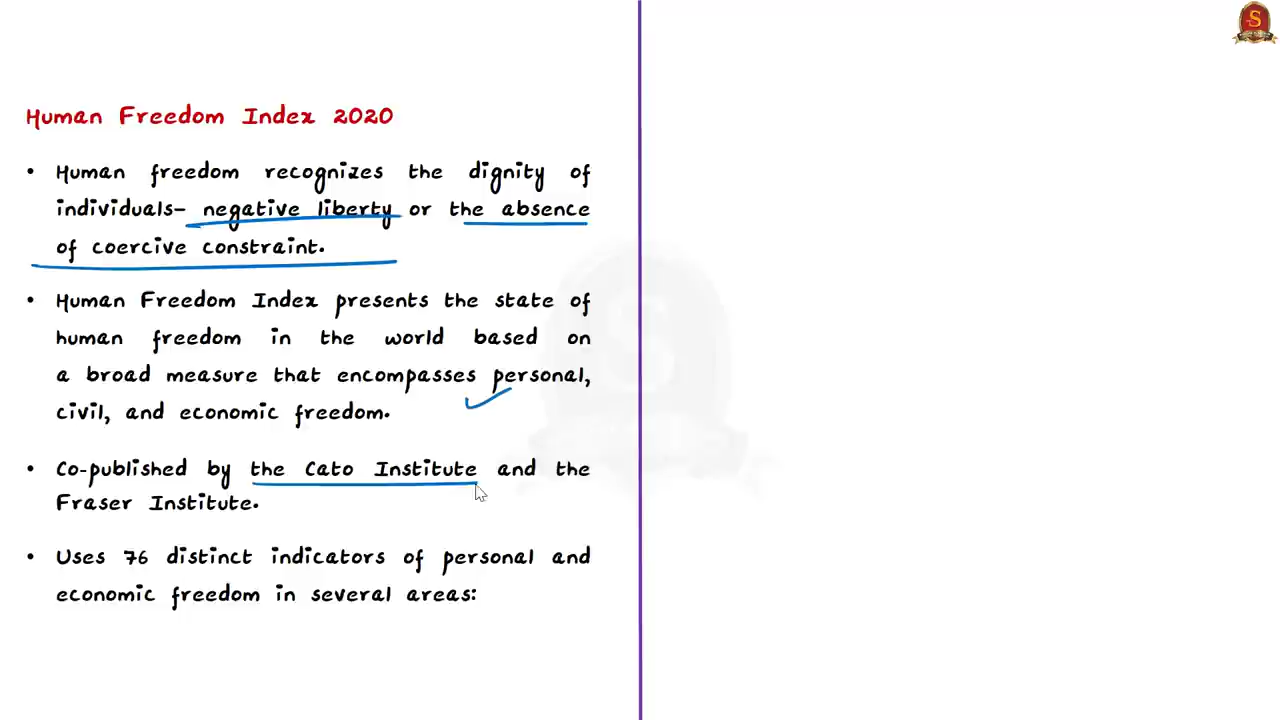 Human Freedom Index 2020
• Human freedom recognizes the dignity of
individuals- negative liberty or the absence
of coercive constraint.
• Human Freedom Index presents the state of
human freedom in the world based on
a broad measure that encompasses personal,
civil, and economic freedom.
• Co-published by the Cato Institute and the
Fraser Institute.
• Uses 76 distinct indicators of personal and
economic freedom in several areas:
S